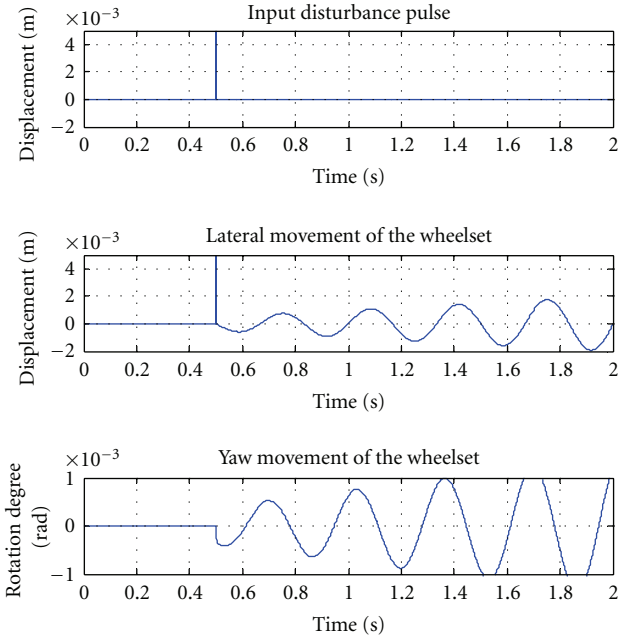 Input disturbance pulse
×10−3
Displacement (m)
4
2
0
−2
0 0.2 0.4 0.6 0.8 1 1.2 1.4 1.6 1.8 2
Time (s)
Lateral movement of the wheelset
×10−3
Displacement (m)
4
2
0
−2
0 0.2 0.4 0.6 0.8 1 1.2 1.4 1.6 1.8 2
Time (s)
Yaw movement of the wheelset
×10−3
Rotation degree
(rad)
1
0
−1
0 0.2 0.4 0.6 0.8 1 1.2 1.4 1.6 1.8 2
Time (s)